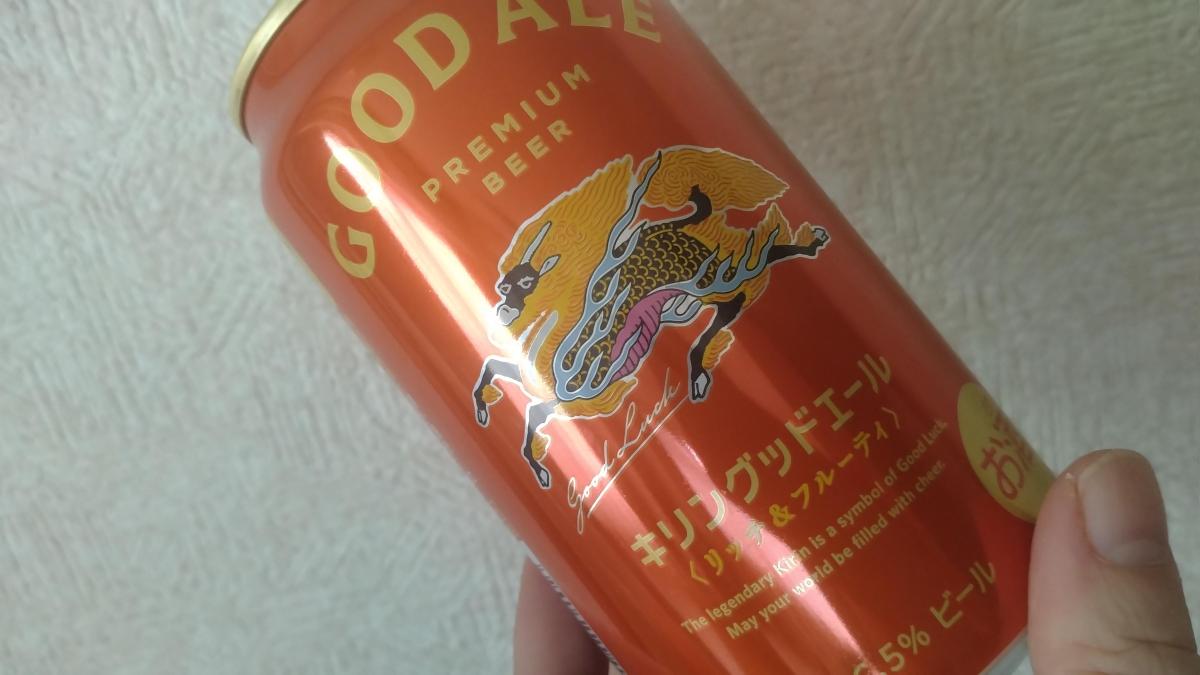 GOOD ALE
PREMIUM
BEER
Good Luck
キリングッドエール
〈リッチ&フルーティ〉
The legendary Kirin is a symbol of Good Luck.
May your world be filled with cheer.
5% ビール
お